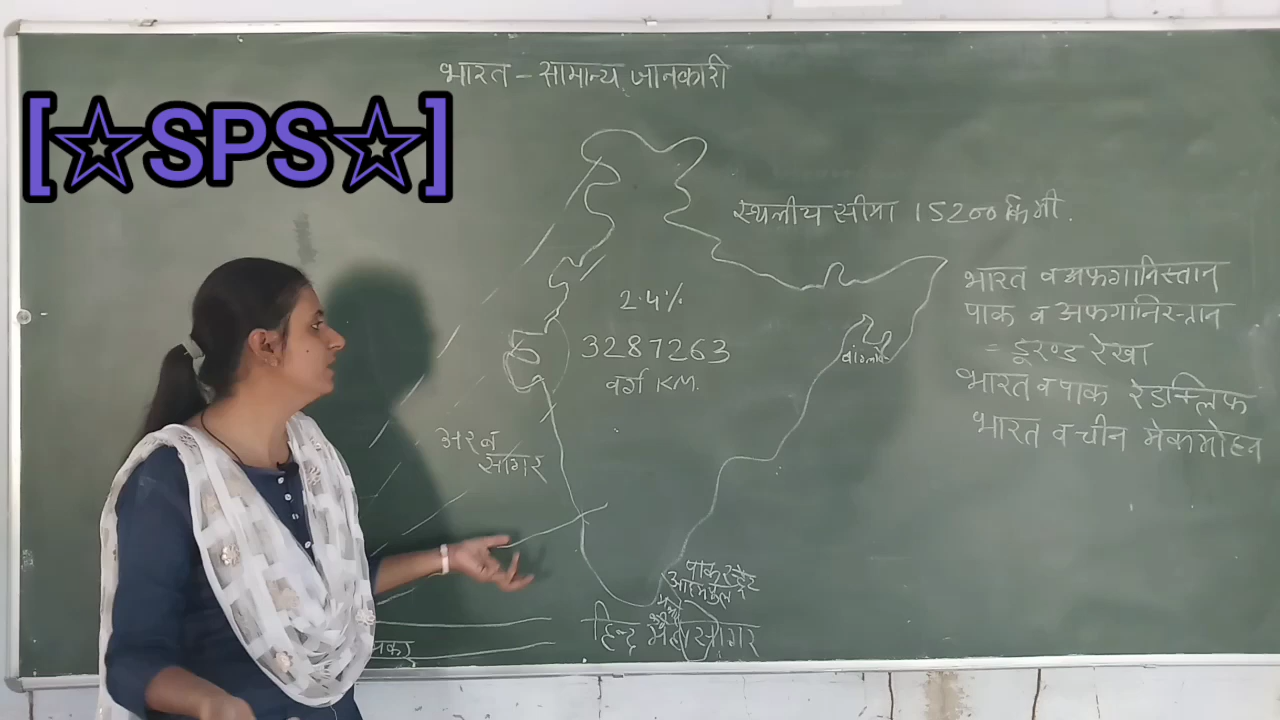 भारत - सामान्य जानकारी
[☆SPS☆]
स्थलीय सीमा 15200 कि मी.
भारत व अफगानिस्तान
पाक व अफगानिस्तान
= डूरण्ड रेखा
भारत व पाक रेडक्लिफ
भारत व चीन मेकमोहन
2.4%
3287263
वर्ग KM.
अरब
सागर
हिन्द महासागर